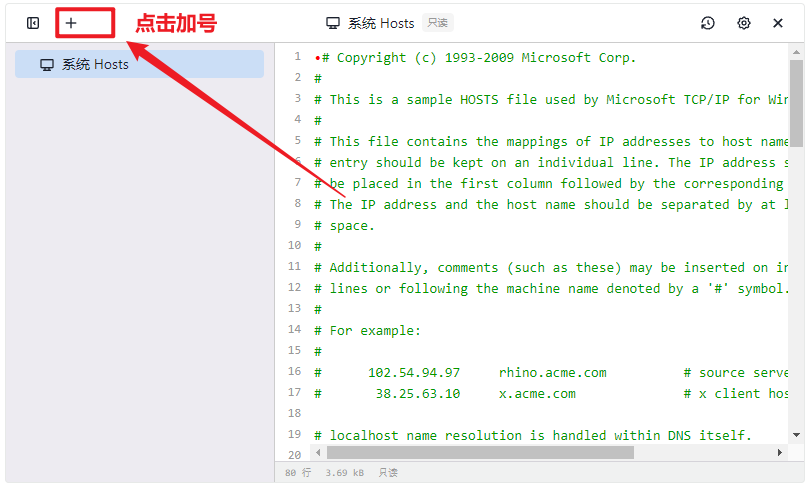 点击加号
系统 Hosts 只读
系统 Hosts
1 # Copyright (c) 1993-2009 Microsoft Corp.
2 #
3 # This is a sample HOSTS file used by Microsoft TCP/IP for Win
4 #
5 # This file contains the mappings of IP addresses to host name
6 # entry should be kept on an individual line. The IP address s
7 # be placed in the first column followed by the corresponding
8 # The IP address and the host name should be separated by at l
9 # space.
10 #
11 # Additionally, comments (such as these) may be inserted on in
12 # lines or following the machine name denoted by a '#' symbol.
13 #
14 # For example:
15 #
16 # 102.54.94.97 rhino.acme.com # source serve
17 # 38.25.63.10 x.acme.com # x client hos
18
19 # localhost name resolution is handled within DNS itself.
20
80 行 3.69 kB 只读